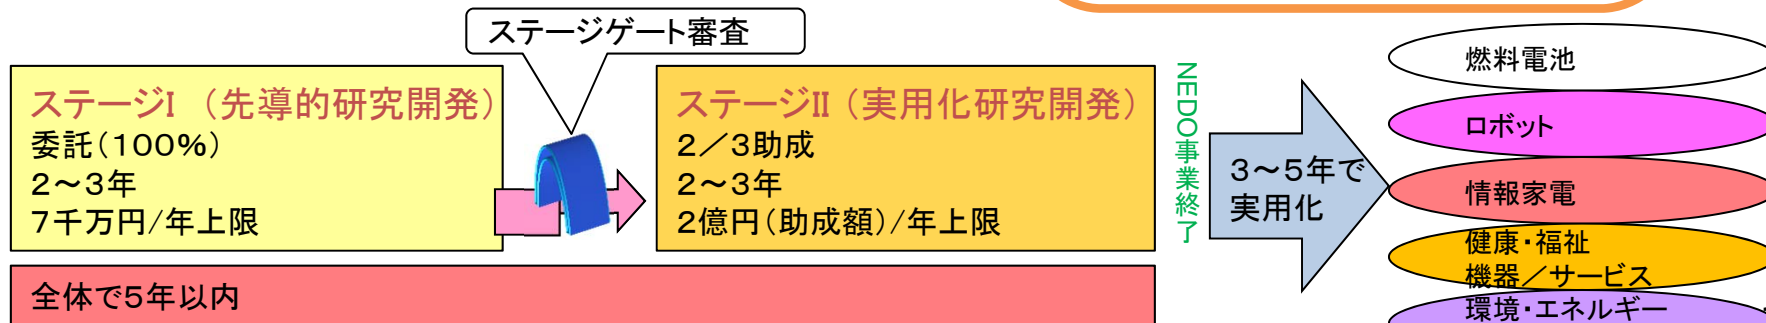 ステージゲート審査
ステージI （先導的研究開発）
委託（100％）
2～3年
7千万円/年上限
ステージII（実用化研究開発）
2／3助成
2～3年
2億円（助成額）/年上限
全体で5年以内
NEDO事業終了
3～5年で
実用化
燃料電池
ロボット
情報家電
健康・福祉
機器／サービス
環境・エネルギー